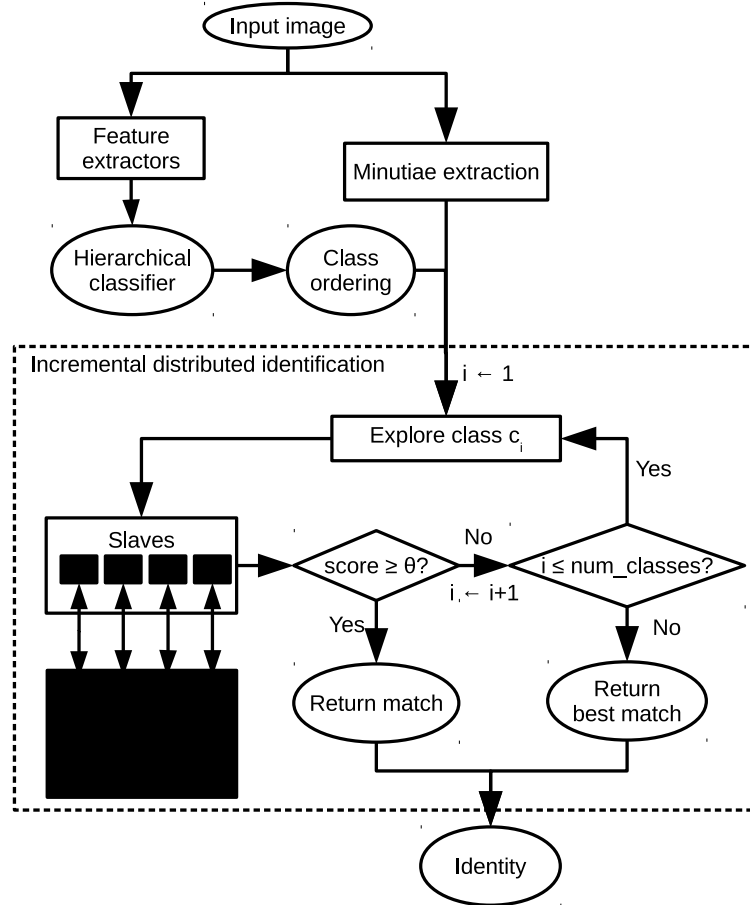 Input image
Feature
extractors
Minutiae extraction
Hierarchical
classifier
Class
ordering
Incremental distributed identification
i ← 1
Explore class cᵢ
Yes
Slaves
No
score ≥ θ?
i ≤ num_classes?
i ← i+1
Yes
No
Return match
Return
best match
Identity